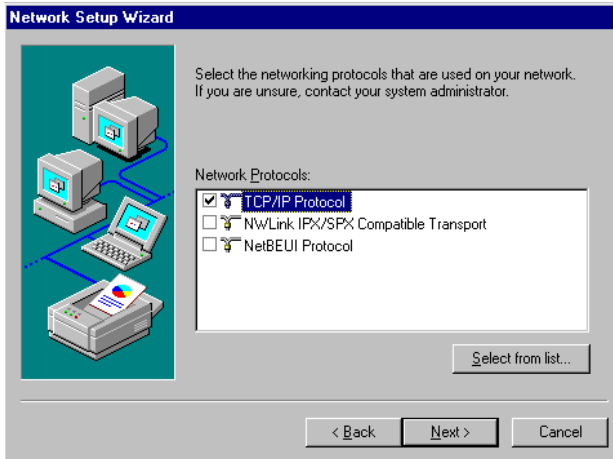 Network Setup Wizard
Select the networking protocols that are used on your network.
If you are unsure, contact your system administrator.
Network Protocols:
TCP/IP Protocol
NWLink IPX/SPX Compatible Transport
NetBEUI Protocol
Select from list...
< Back
Next >
Cancel